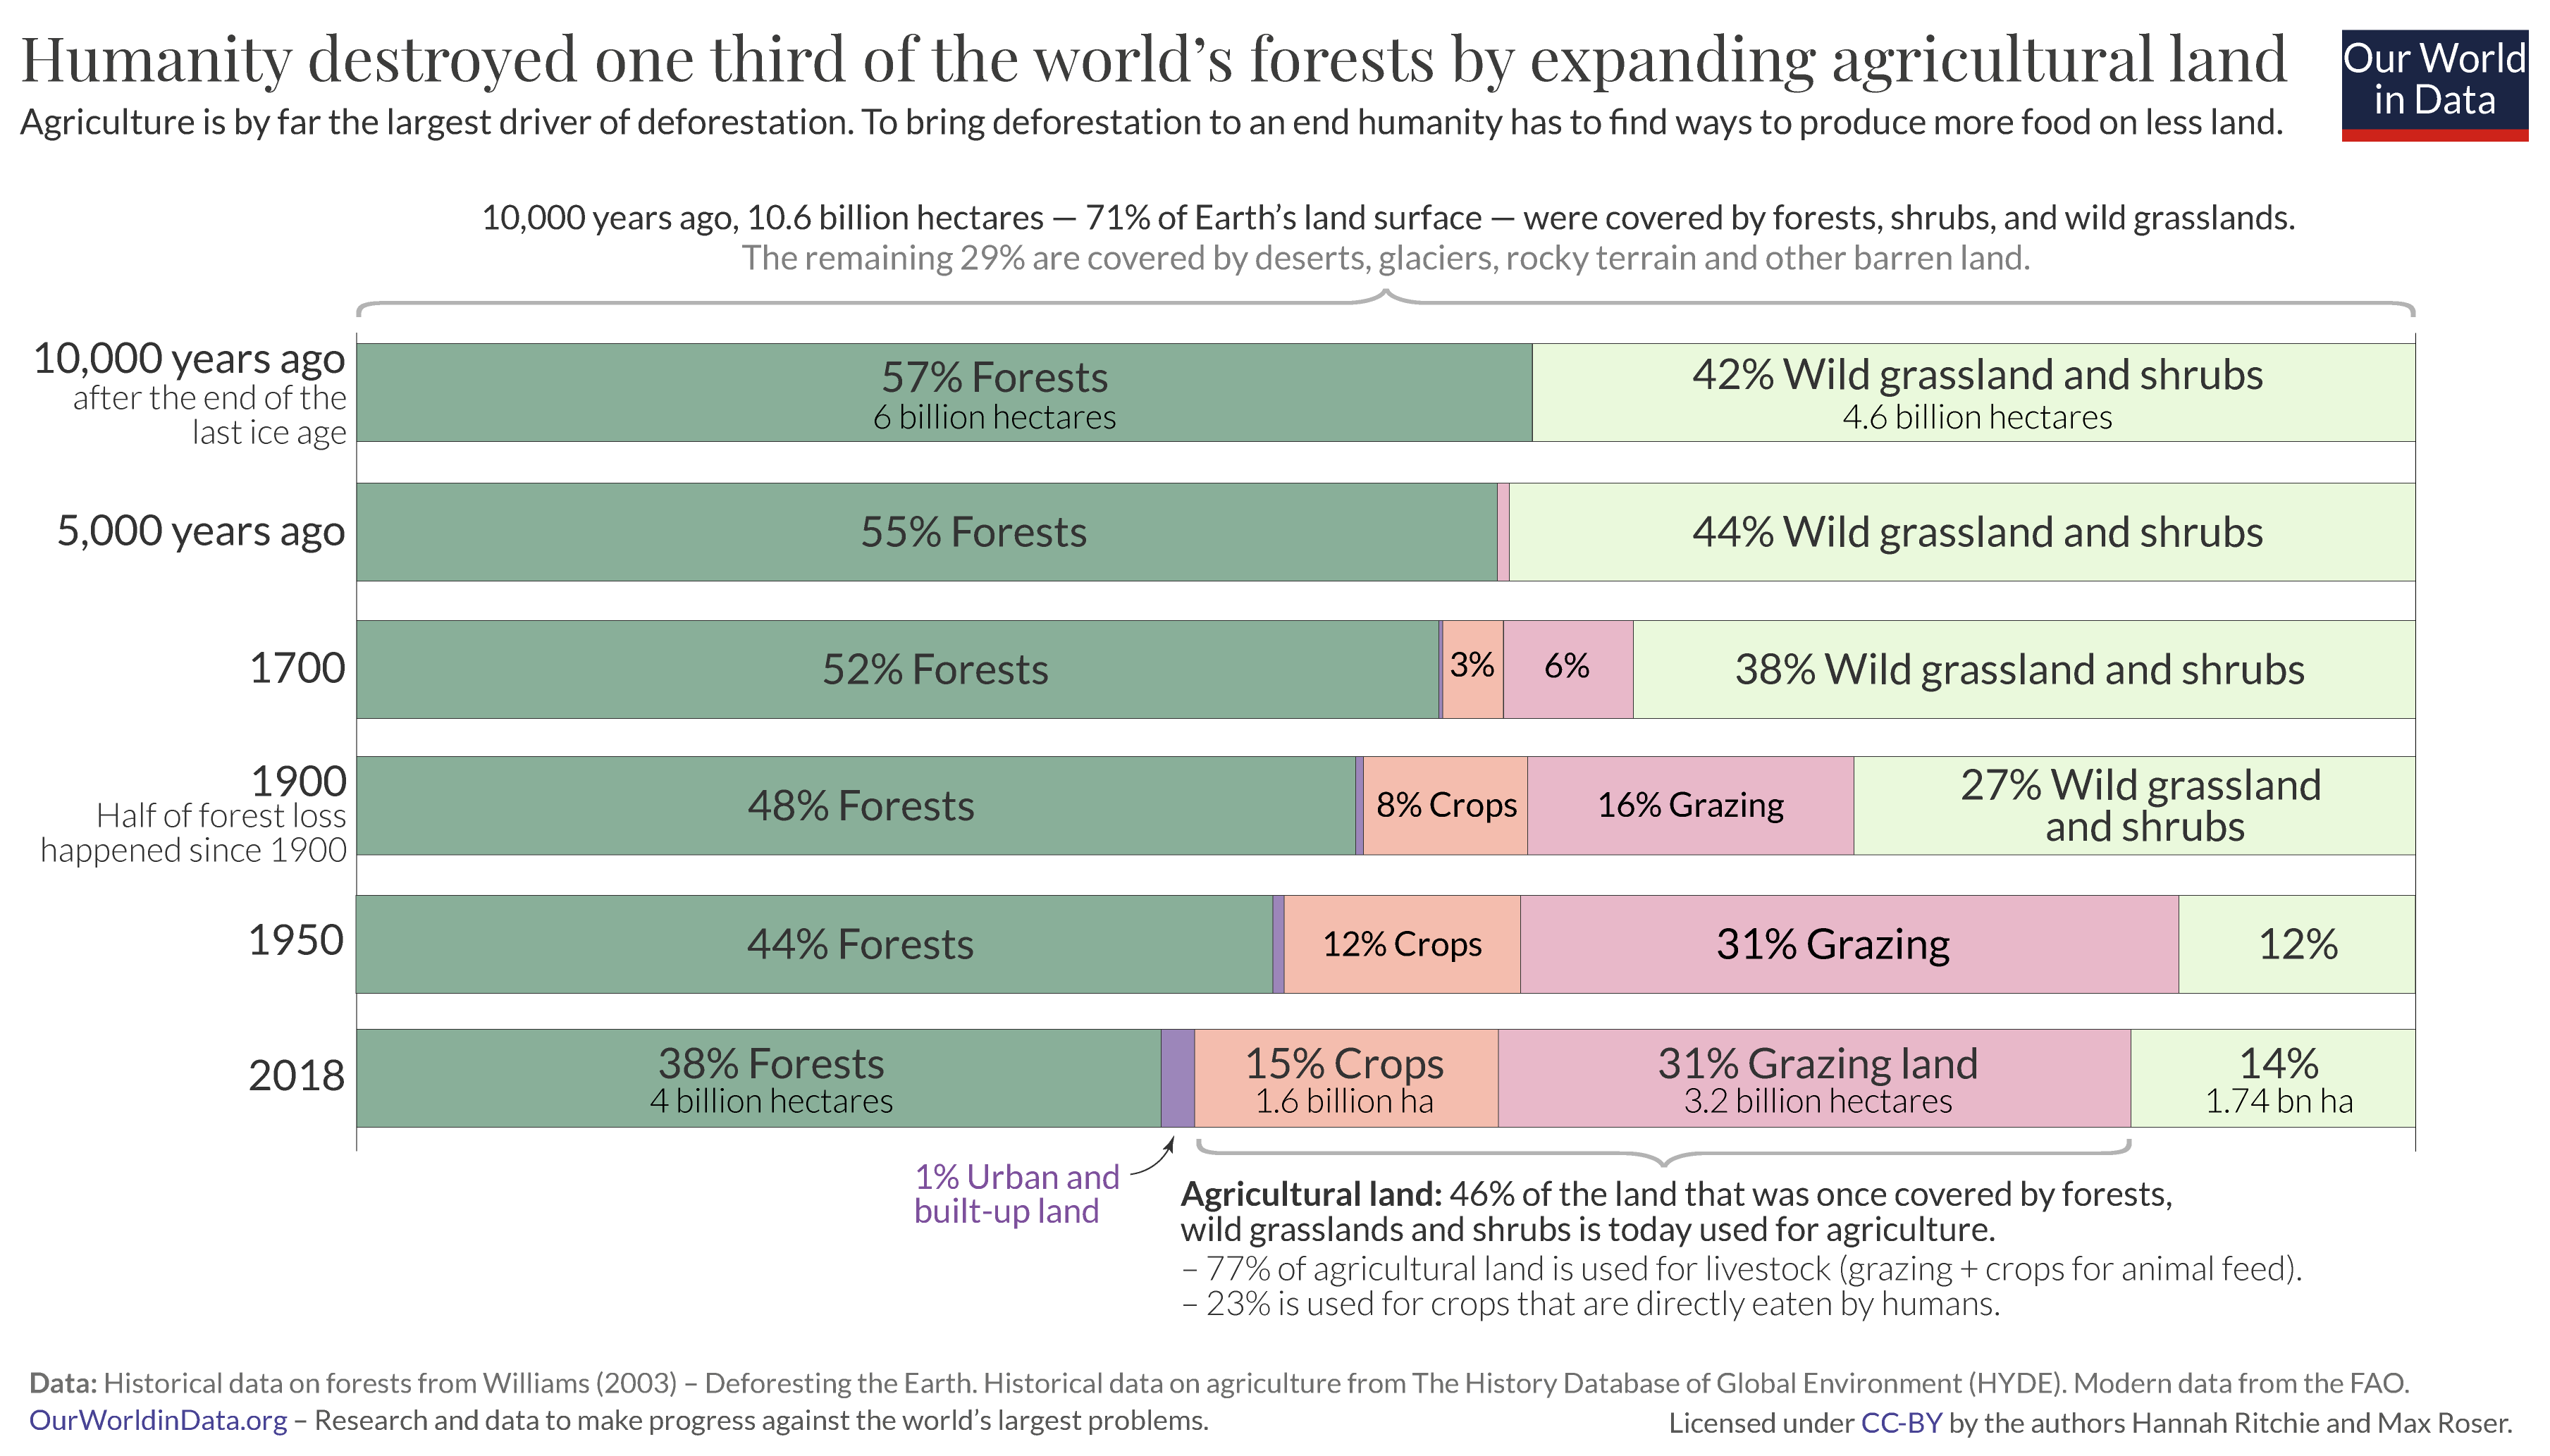 Humanity destroyed one third of the world's forests by expanding agricultural land
Our World
in Data
Agriculture is by far the largest driver of deforestation. To bring deforestation to an end humanity has to find ways to produce more food on less land.
10,000 years ago, 10.6 billion hectares — 71% of Earth's land surface — were covered by forests, shrubs, and wild grasslands.
The remaining 29% are covered by deserts, glaciers, rocky terrain and other barren land.
10,000 years ago
after the end of the
last ice age
57% Forests
6 billion hectares
42% Wild grassland and shrubs
4.6 billion hectares
5,000 years ago
55% Forests
44% Wild grassland and shrubs
1700
52% Forests
3%
6%
38% Wild grassland and shrubs
1900
Half of forest loss
happened since 1900
48% Forests
8% Crops
16% Grazing
27% Wild grassland
and shrubs
1950
44% Forests
12% Crops
31% Grazing
12%
2018
38% Forests
4 billion hectares
15% Crops
1.6 billion ha
31% Grazing land
3.2 billion hectares
14%
1.74 bn ha
1% Urban and
built-up land
Agricultural land: 46% of the land that was once covered by forests,
wild grasslands and shrubs is today used for agriculture.
– 77% of agricultural land is used for livestock (grazing + crops for animal feed).
– 23% is used for crops that are directly eaten by humans.
Data: Historical data on forests from Williams (2003) – Deforesting the Earth. Historical data on agriculture from The History Database of Global Environment (HYDE). Modern data from the FAO.
OurWorldinData.org – Research and data to make progress against the world's largest problems.
Licensed under CC-BY by the authors Hannah Ritchie and Max Roser.